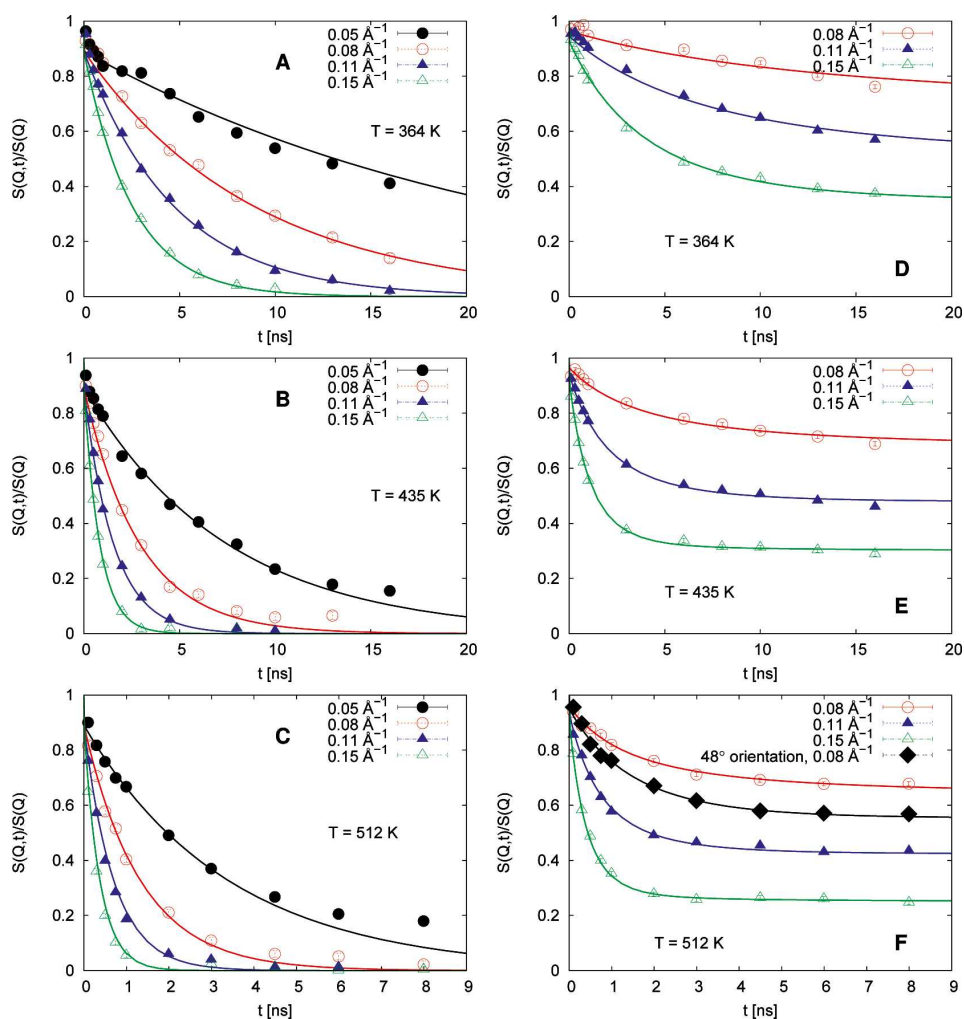 1
0.8
0.6
0.4
0.2
0
S(Q,t)/S(Q)
0.05 Å⁻¹
0.08 Å⁻¹
0.11 Å⁻¹
0.15 Å⁻¹
A
T = 364 K
0 5 10 15 20
t [ns]
1
0.8
0.6
0.4
0.2
0
S(Q,t)/S(Q)
0.08 Å⁻¹
0.11 Å⁻¹
0.15 Å⁻¹
T = 364 K
D
0 5 10 15 20
t [ns]
1
0.8
0.6
0.4
0.2
0
S(Q,t)/S(Q)
0.05 Å⁻¹
0.08 Å⁻¹
0.11 Å⁻¹
0.15 Å⁻¹
B
T = 435 K
0 5 10 15 20
t [ns]
1
0.8
0.6
0.4
0.2
0
S(Q,t)/S(Q)
0.08 Å⁻¹
0.11 Å⁻¹
0.15 Å⁻¹
T = 435 K
E
0 5 10 15 20
t [ns]
1
0.8
0.6
0.4
0.2
0
S(Q,t)/S(Q)
0.05 Å⁻¹
0.08 Å⁻¹
0.11 Å⁻¹
0.15 Å⁻¹
C
T = 512 K
0 1 2 3 4 5 6 7 8 9
t [ns]
1
0.8
0.6
0.4
0.2
0
S(Q,t)/S(Q)
0.08 Å⁻¹
0.11 Å⁻¹
0.15 Å⁻¹
48° orientation, 0.08 Å⁻¹
T = 512 K
F
0 1 2 3 4 5 6 7 8 9
t [ns]